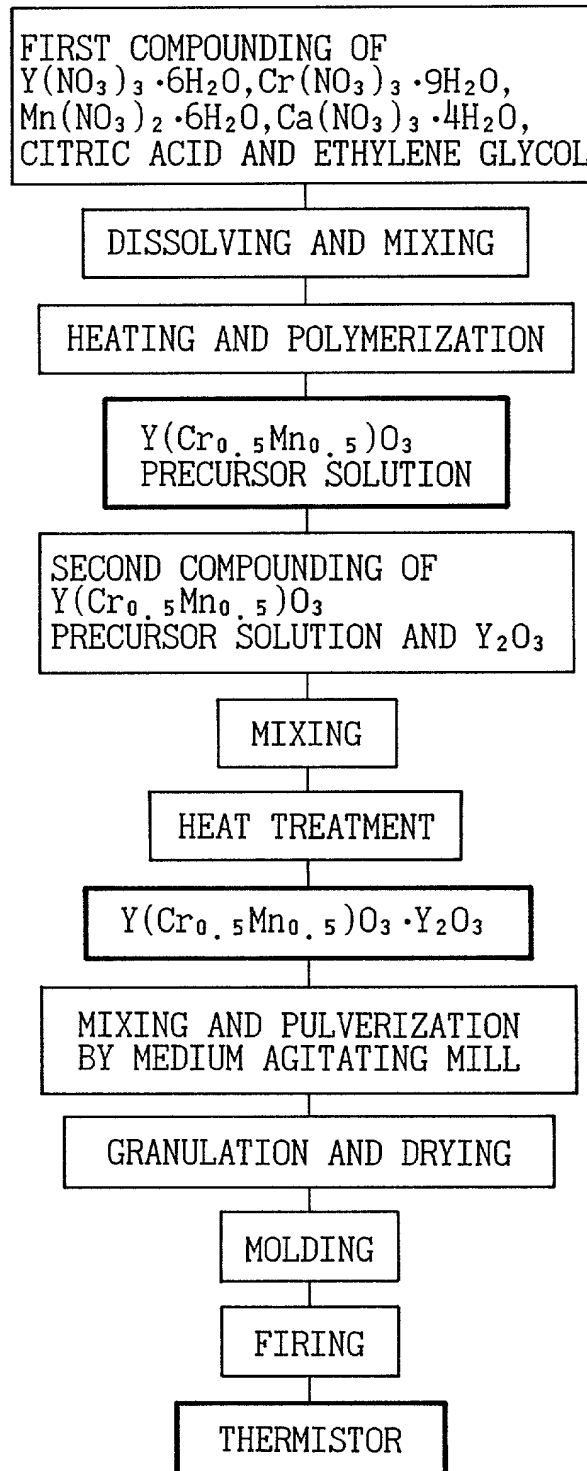 FIRST COMPOUNDING OF
Y(NO₃)₃·6H₂O,Cr(NO₃)₃·9H₂O,
Mn(NO₃)₂·6H₂O,Ca(NO₃)₃·4H₂O,
CITRIC ACID AND ETHYLENE GLYCOL
DISSOLVING AND MIXING
HEATING AND POLYMERIZATION
Y(Cr₀.₅Mn₀.₅)O₃
PRECURSOR SOLUTION
SECOND COMPOUNDING OF
Y(Cr₀.₅Mn₀.₅)O₃
PRECURSOR SOLUTION AND Y₂O₃
MIXING
HEAT TREATMENT
Y(Cr₀.₅Mn₀.₅)O₃·Y₂O₃
MIXING AND PULVERIZATION
BY MEDIUM AGITATING MILL
GRANULATION AND DRYING
MOLDING
FIRING
THERMISTOR